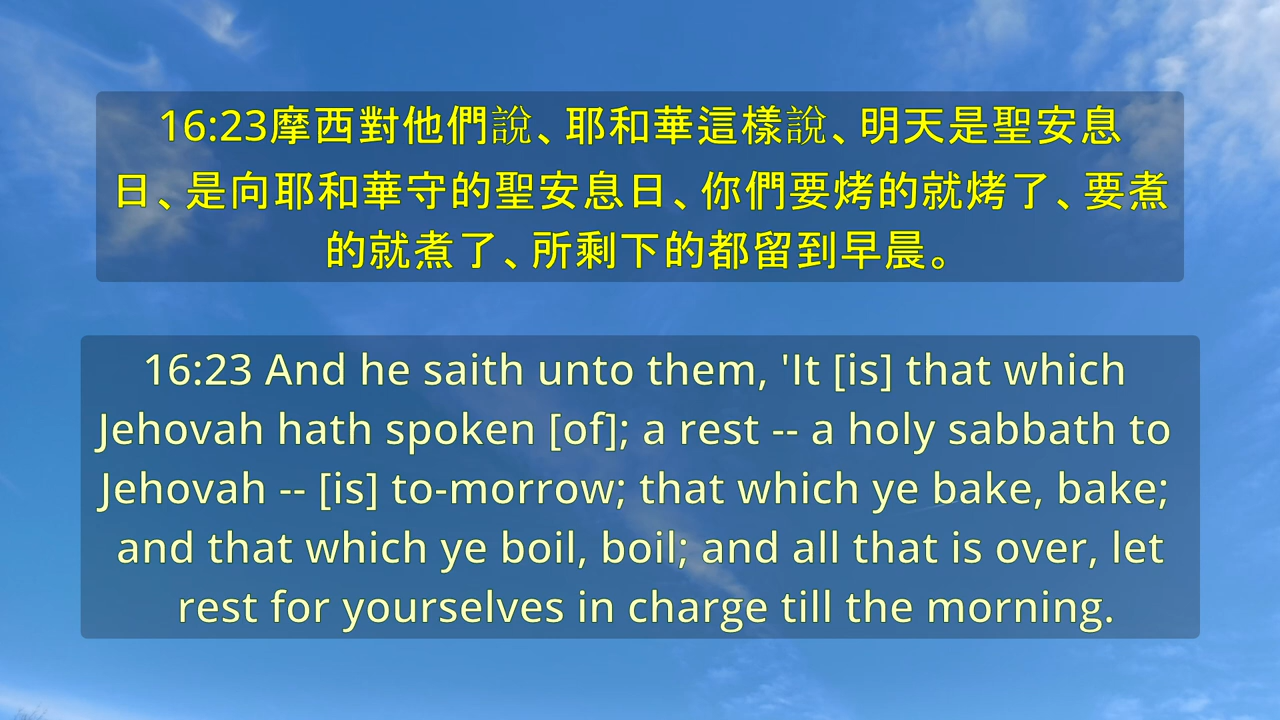 16:23摩西對他們說、耶和華這樣說、明天是聖安息
日、是向耶和華守的聖安息日、你們要烤的就烤了、要煮
的就煮了、所剩下的都留到早晨。
16:23 And he saith unto them, 'It [is] that which
Jehovah hath spoken [of]; a rest -- a holy sabbath to
Jehovah -- [is] to-morrow; that which ye bake, bake;
and that which ye boil, boil; and all that is over, let
rest for yourselves in charge till the morning.